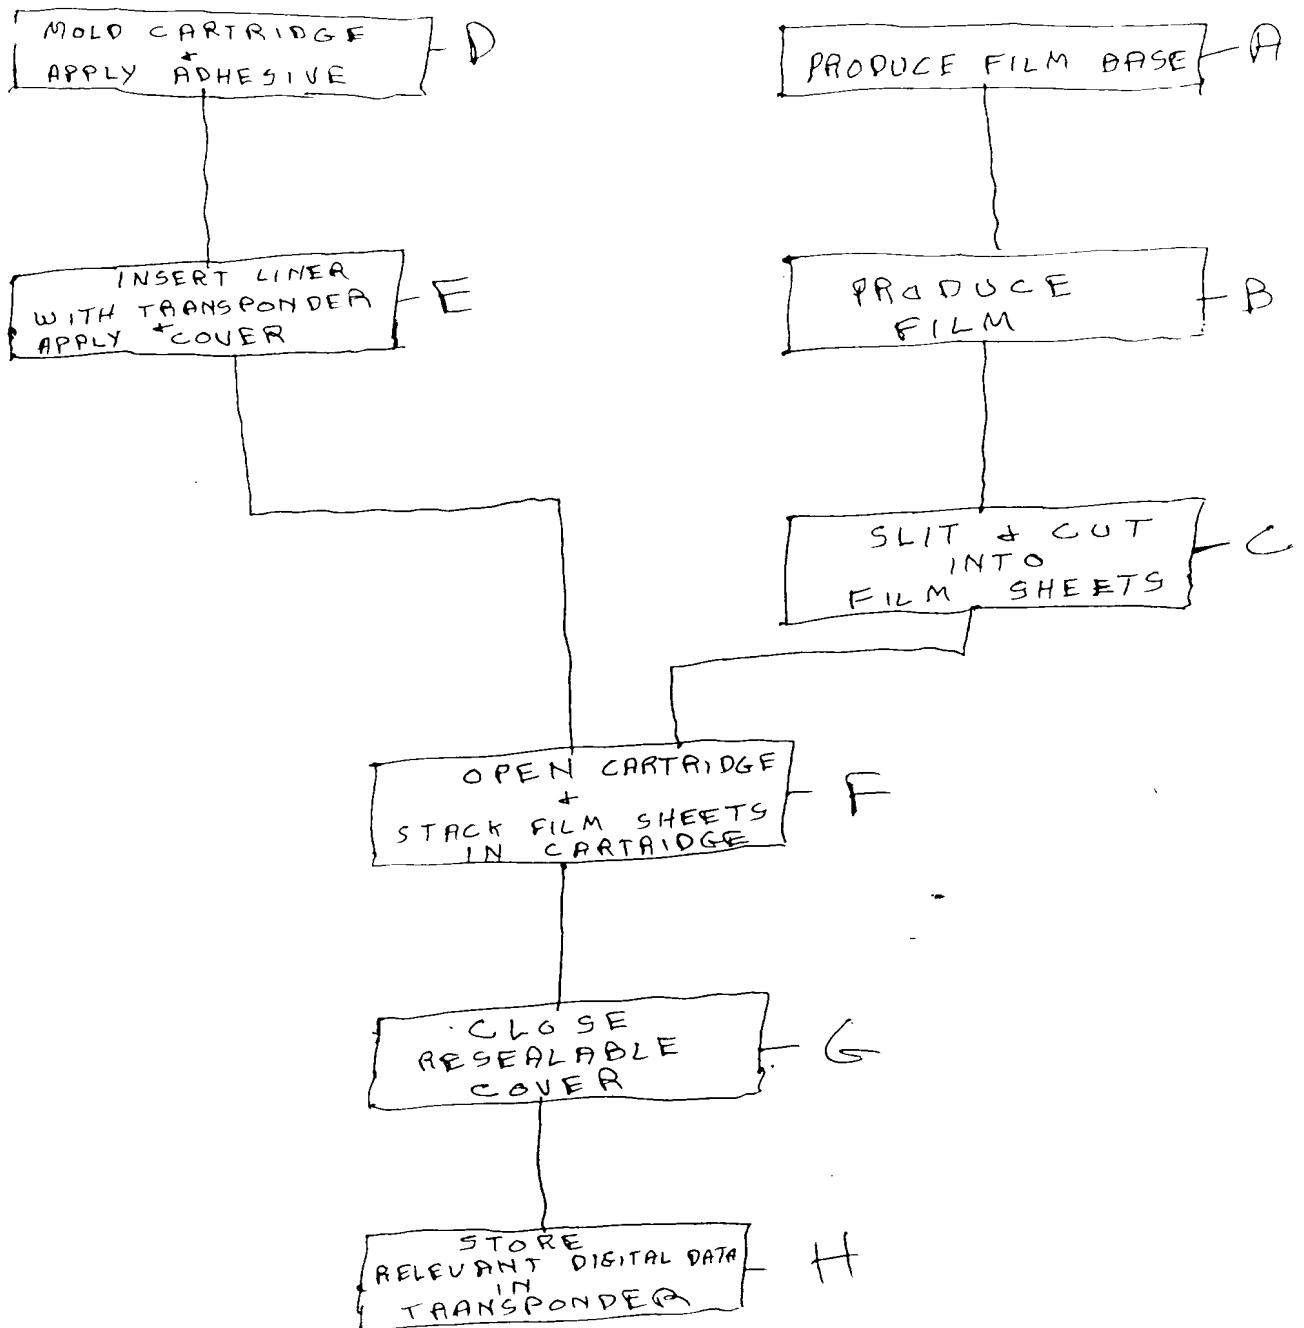 MOLD CARTRIDGE
+
APPLY ADHESIVE
D
PRODUCE FILM BASE
A
INSERT LINER
WITH TRANSPONDER
+
APPLY COVER
E
PRODUCE
FILM
B
SLIT + CUT
INTO
FILM SHEETS
C
OPEN CARTRIDGE
+
STACK FILM SHEETS
IN CARTRIDGE
F
CLOSE
RESEALABLE
COVER
G
STORE
RELEVANT DIGITAL DATA
IN
TRANSPONDER
H